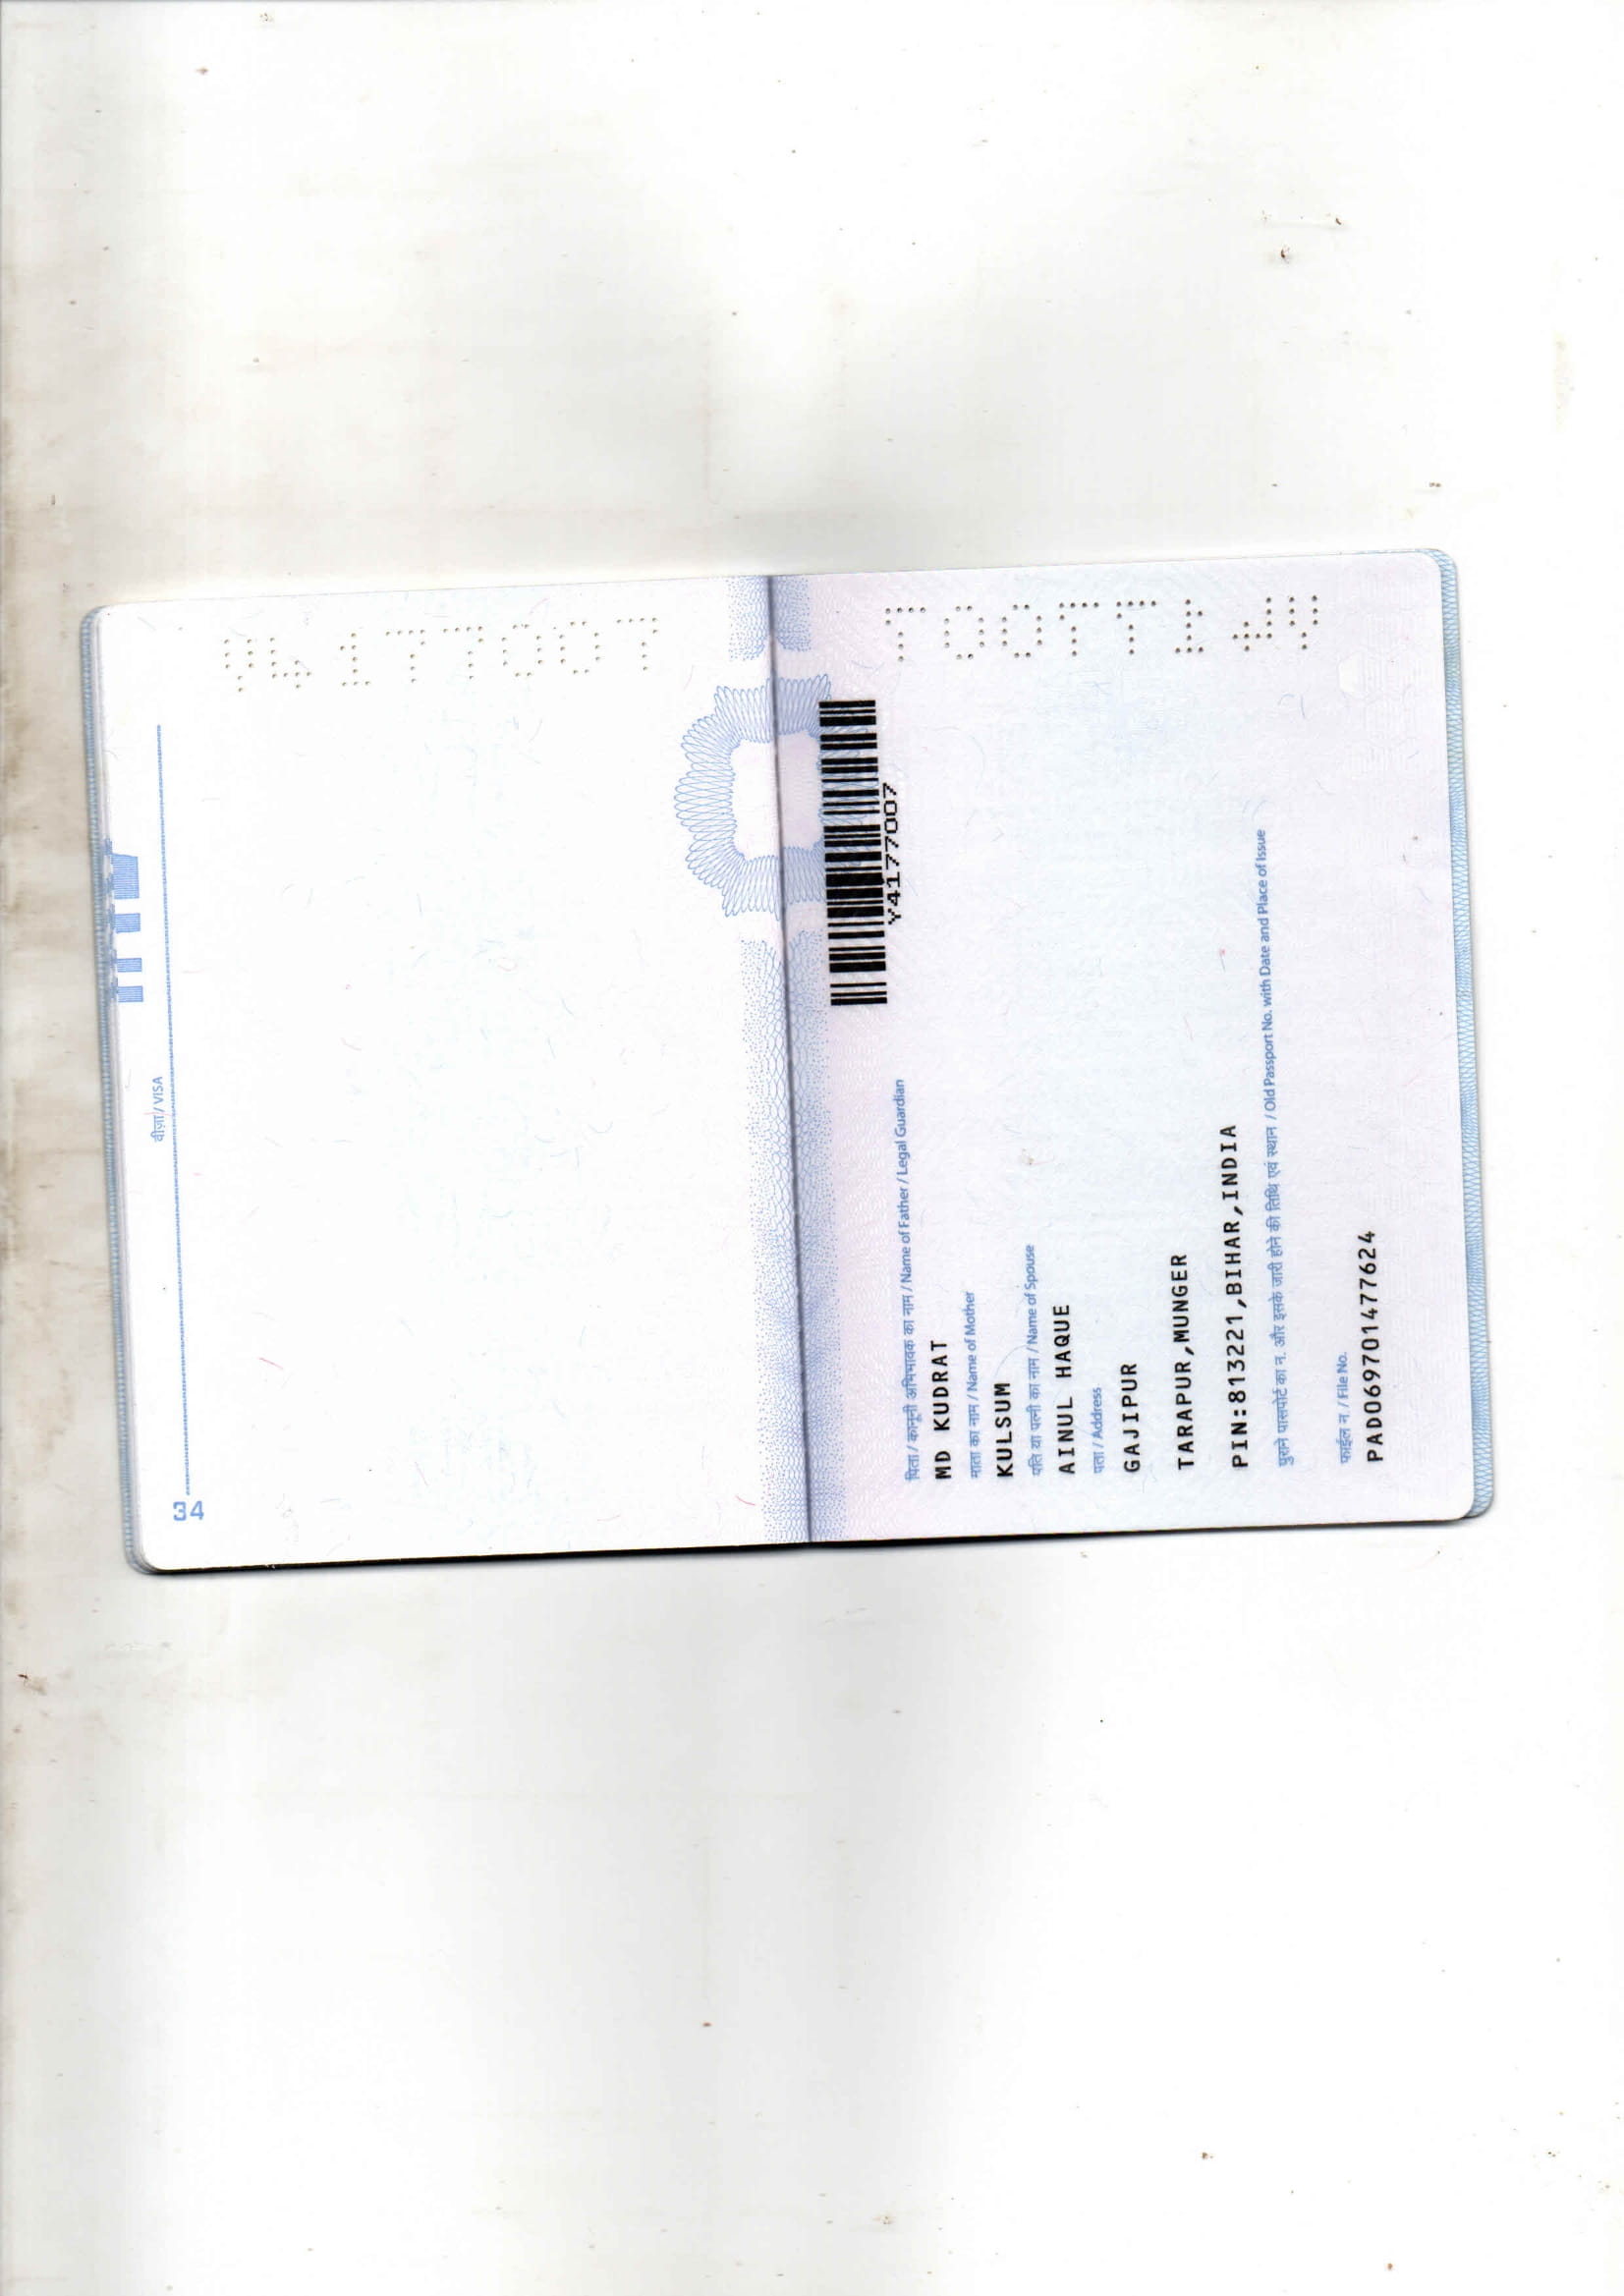 34
वीज़ा / VISA
Y4177007
Y4177007
पिता / कानूनी अभिभावक का नाम / Name of Father / Legal Guardian
MD KUDRAT
माता का नाम / Name of Mother
KULSUM
पति या पत्नी का नाम / Name of Spouse
AINUL HAQUE
पता / Address
GAJIPUR
TARAPUR,MUNGER
PIN:813221,BIHAR,INDIA
पुराने पासपोर्ट का न. और इसके जारी होने की तिथि एवं स्थान / Old Passport No. with Date and Place of Issue
फाईल न. / File No.
PA0069701477624